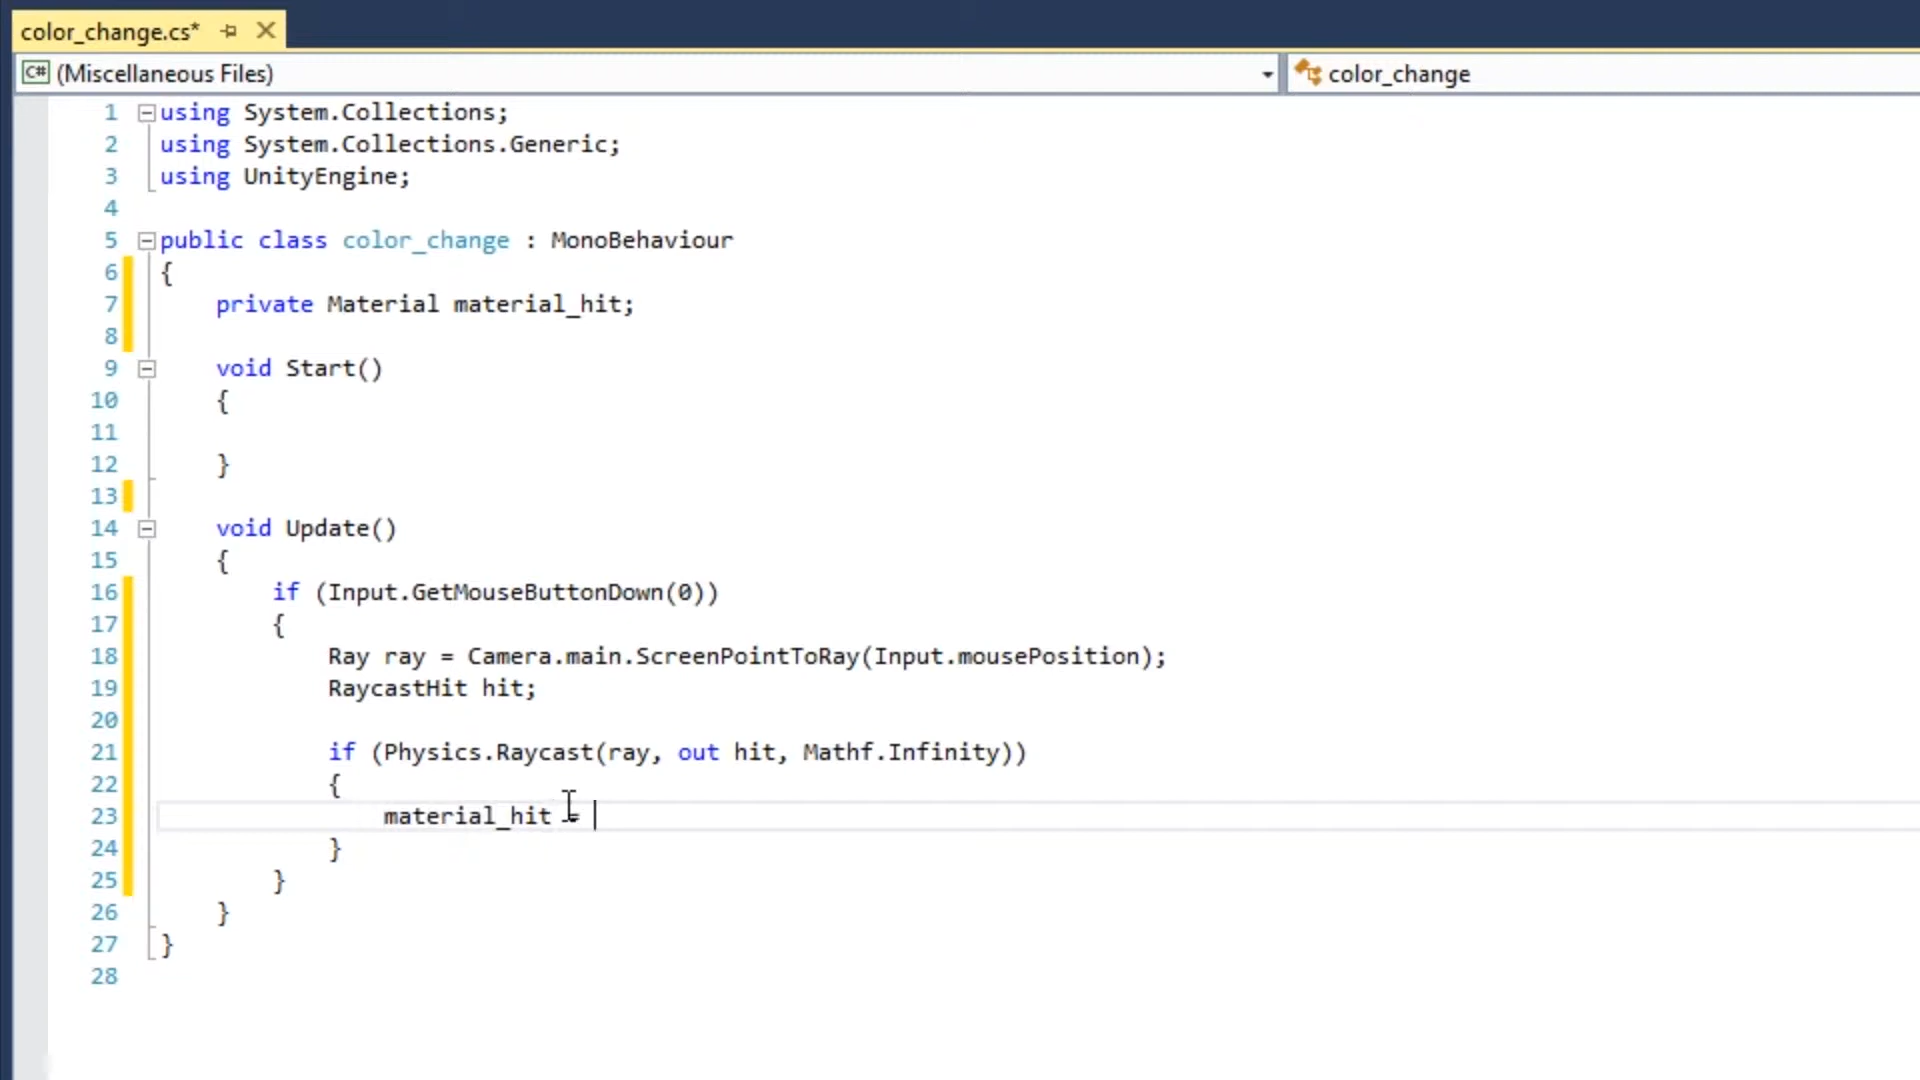 color_change.cs*
C# (Miscellaneous Files)
color_change
1 using System.Collections;
2 using System.Collections.Generic;
3 using UnityEngine;
4
5 public class color_change : MonoBehaviour
6 {
7 private Material material_hit;
8
9 void Start()
10 {
11
12 }
13
14 void Update()
15 {
16 if (Input.GetMouseButtonDown(0))
17 {
18 Ray ray = Camera.main.ScreenPointToRay(Input.mousePosition);
19 RaycastHit hit;
20
21 if (Physics.Raycast(ray, out hit, Mathf.Infinity))
22 {
23 material_hit =
24 }
25 }
26 }
27 }
28